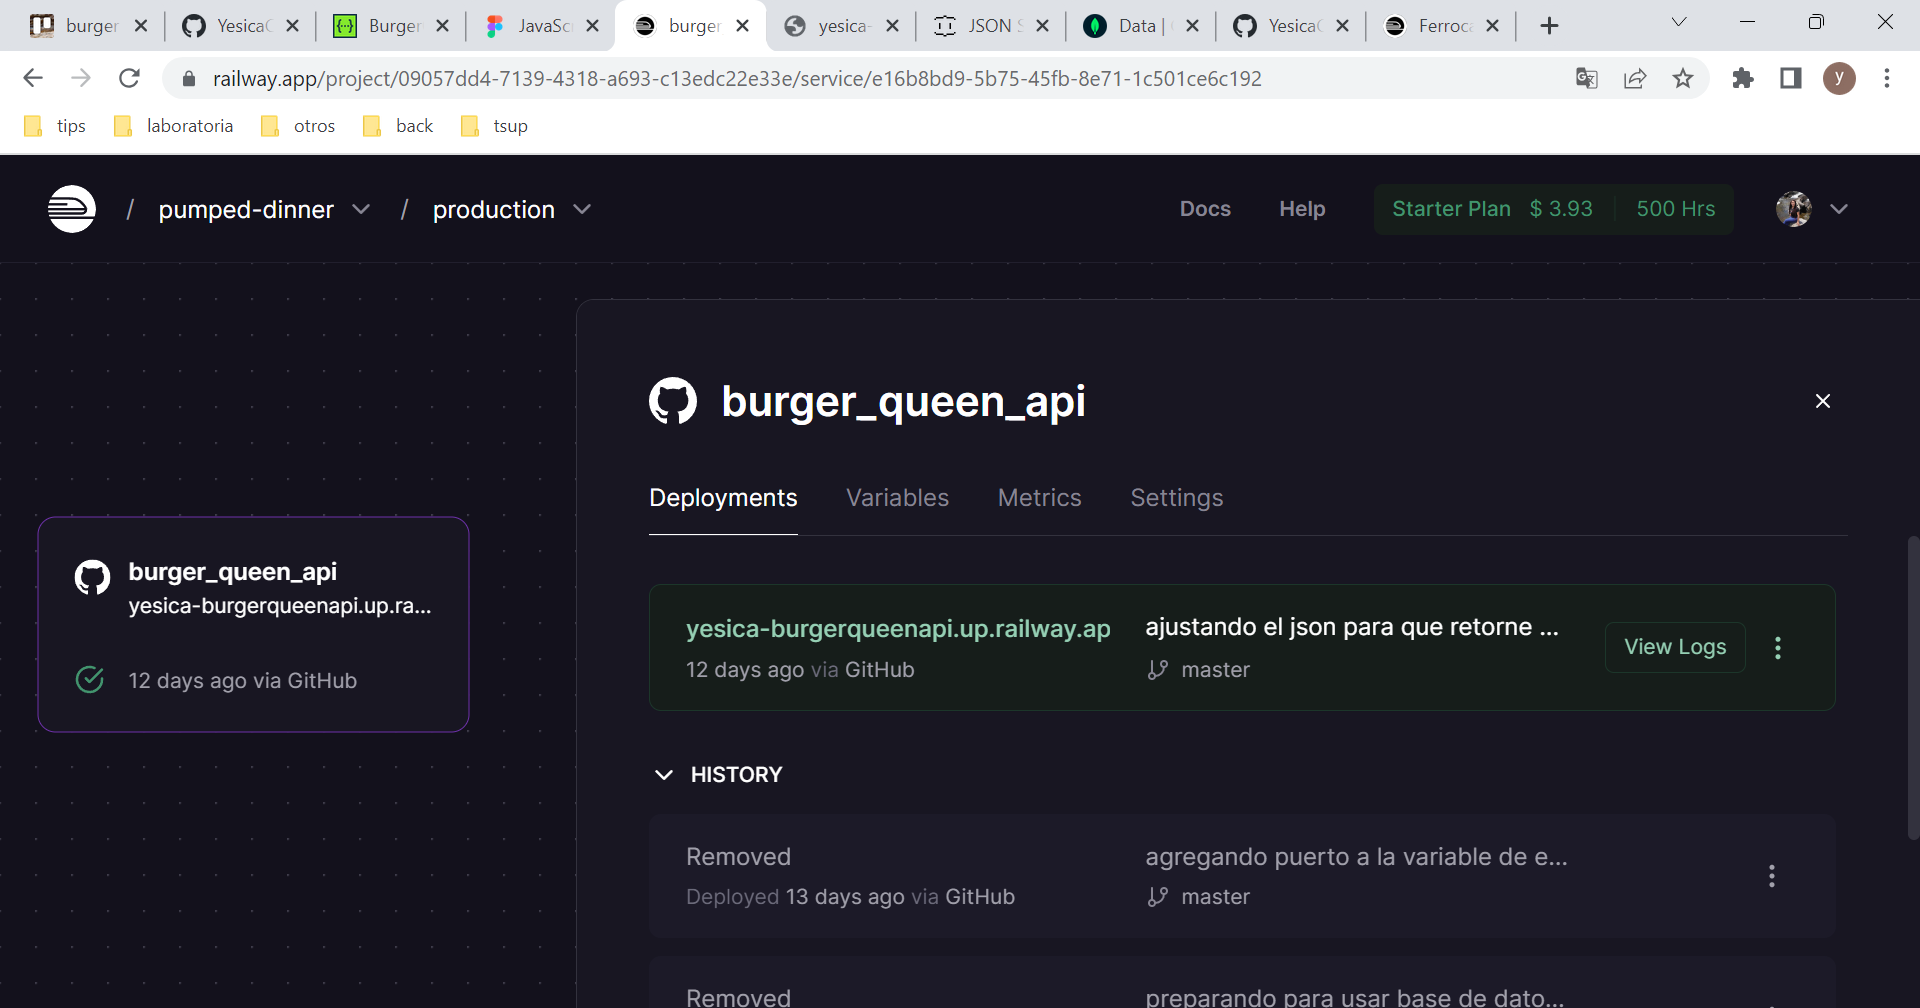 burger
YesicaC
Burger
JavaSc
burger
yesica-
JSON S
Data |
YesicaC
Ferroca
railway.app/project/09057dd4-7139-4318-a693-c13edc22e33e/service/e16b8bd9-5b75-45fb-8e71-1c501ce6c192
y
tips
laboratoria
otros
back
tsup
/ pumped-dinner / production
Docs
Help
Starter Plan $ 3.93 500 Hrs
burger_queen_api
yesica-burgerqueenapi.up.ra...
12 days ago via GitHub
burger_queen_api
Deployments
Variables
Metrics
Settings
yesica-burgerqueenapi.up.railway.ap
12 days ago via GitHub
ajustando el json para que retorne ...
master
View Logs
HISTORY
Removed
Deployed 13 days ago via GitHub
agregando puerto a la variable de e...
master
Removed
preparando para usar base de dato...